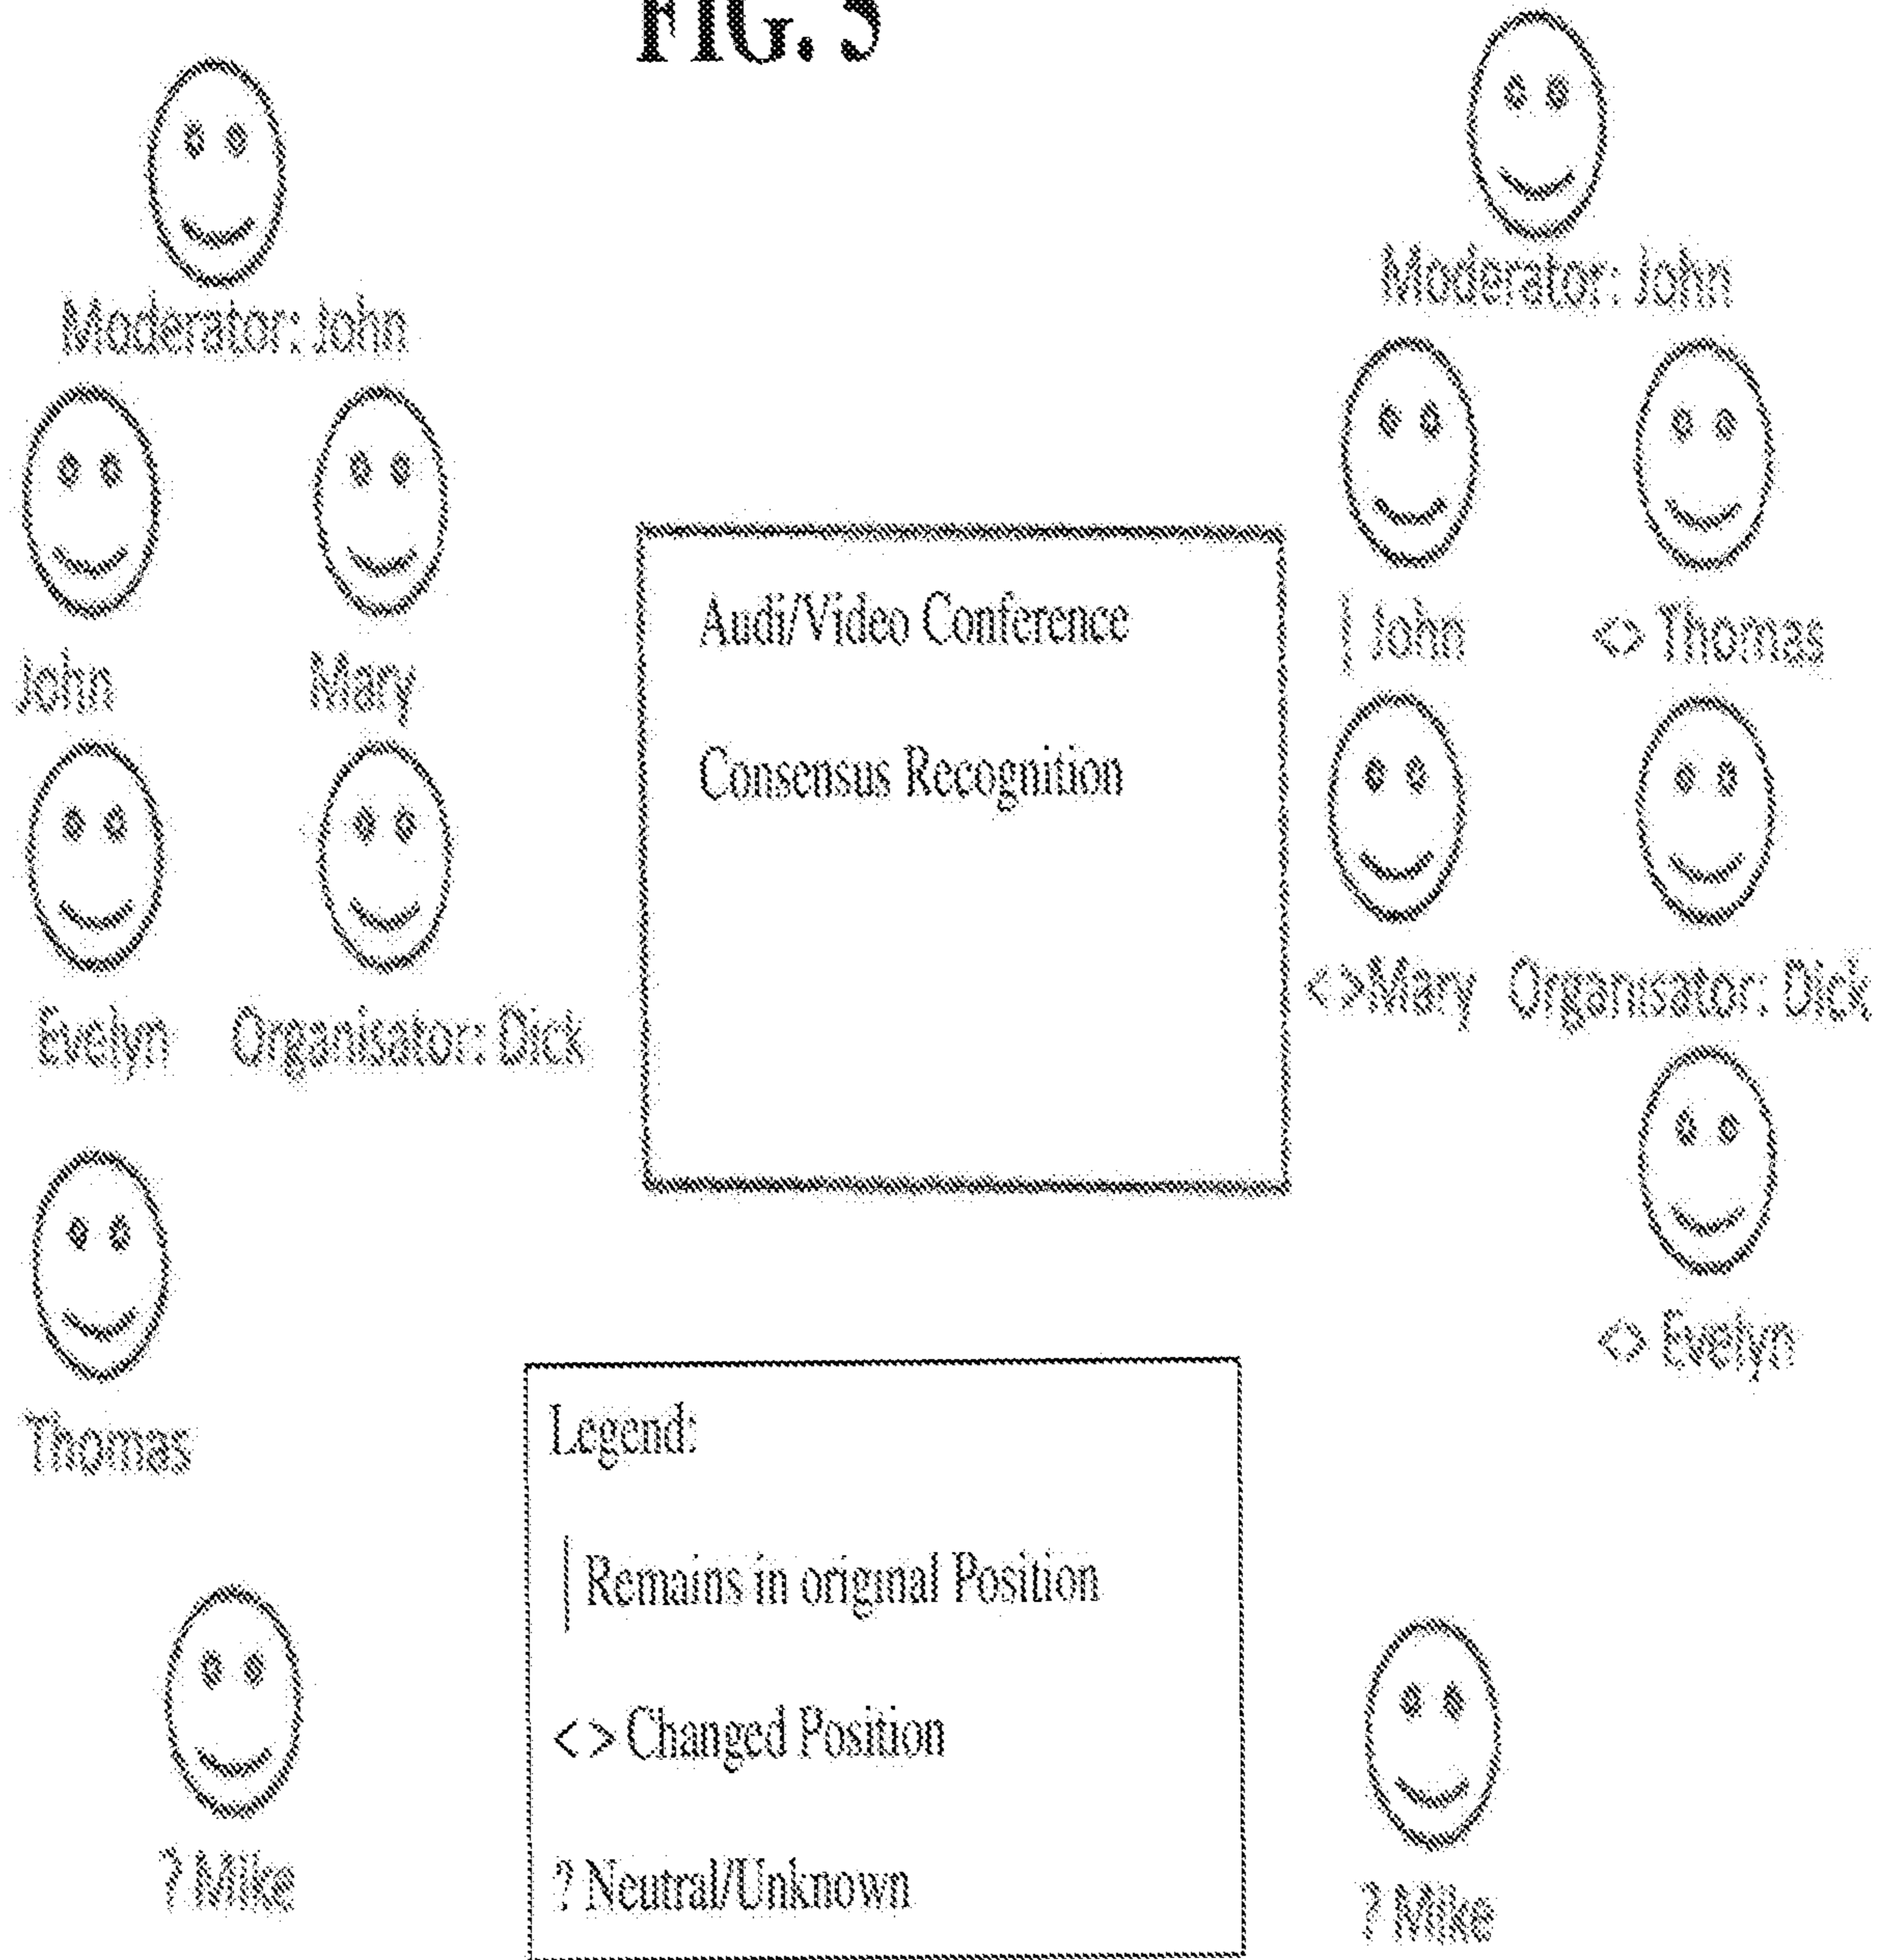 FIG. 5
Moderator: John
John
Mary
Evelyn
Organisator: Dick
Thomas
? Mike
Audi/Video Conference
Consensus Recognition
Legend:
| Remains in original Position
<> Changed Position
? Neutral/Unknown
Moderator: John
| John
<> Thomas
<>Mary
Organisator: Dick
<> Evelyn
? Mike